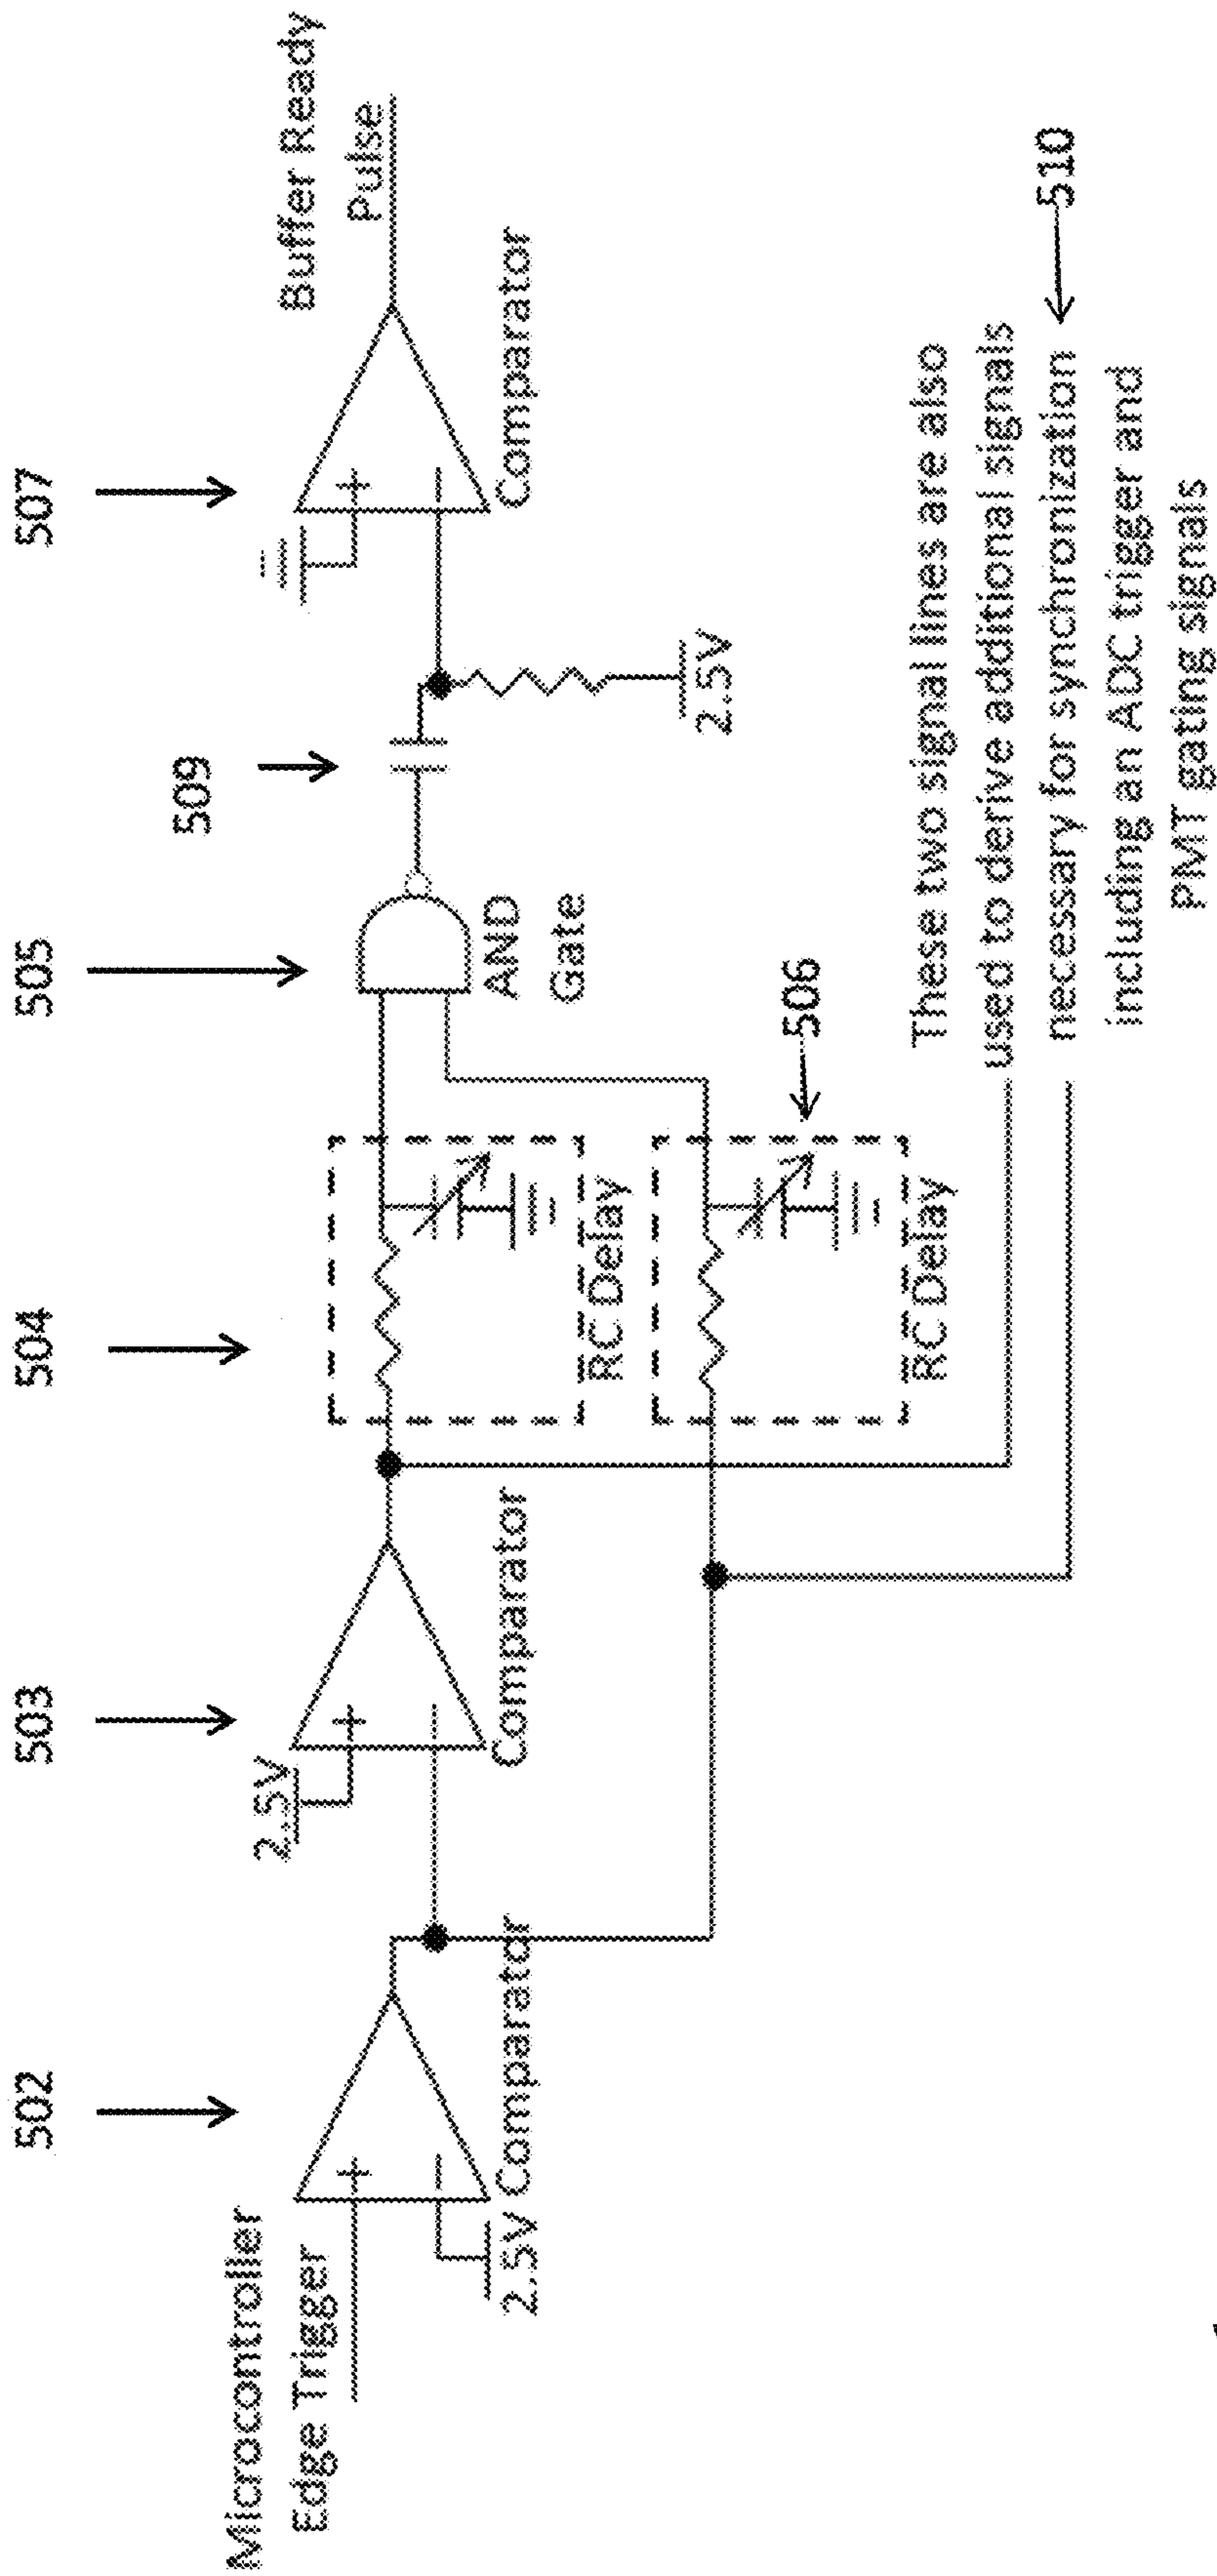 502
503
504
505
509
507
Microcontroller
Edge Trigger
+
−
2.5V
Comparator
2.5V
+
−
Comparator
RC Delay
RC Delay
506
AND
Gate
2.5V
+
−
Comparator
Buffer Ready
Pulse
These two signal lines are also
used to derive additional signals
necessary for synchronization
including an ADC trigger and
PMT gating signals
510